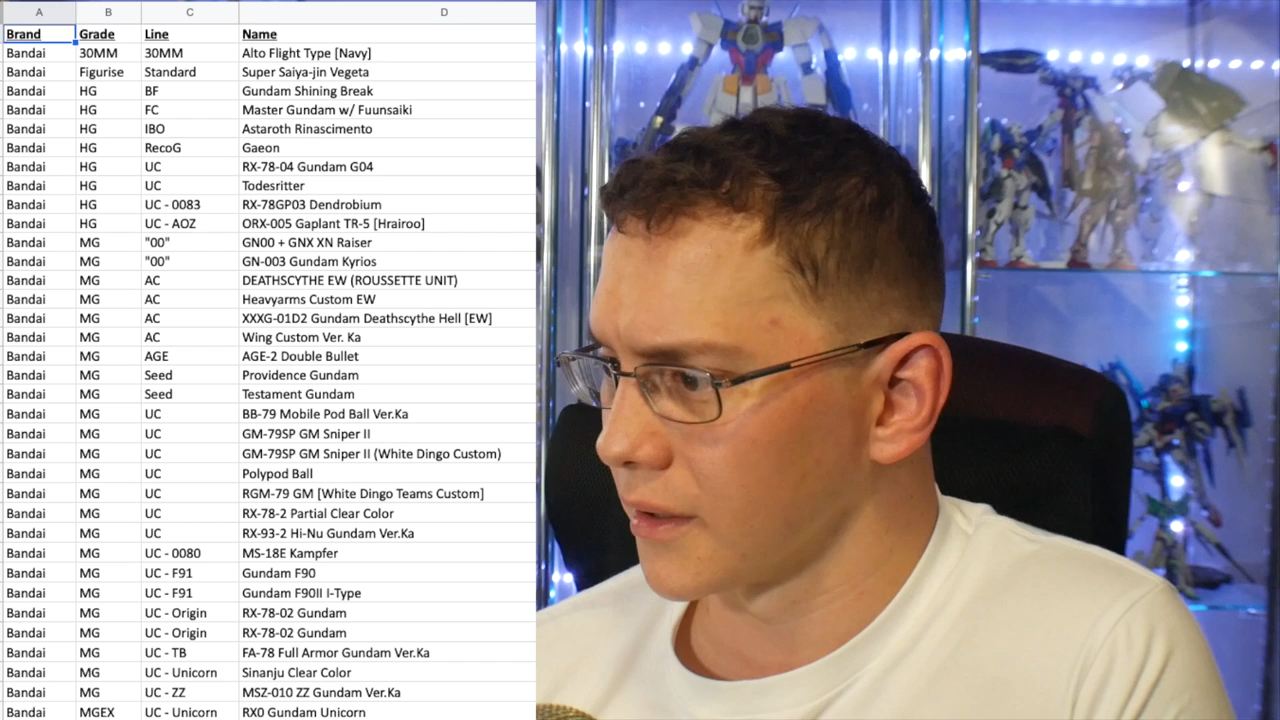 A B C D
Brand Grade Line Name
Bandai 30MM 30MM Alto Flight Type [Navy]
Bandai Figurise Standard Super Saiya-jin Vegeta
Bandai HG BF Gundam Shining Break
Bandai HG FC Master Gundam w/ Fuunsaiki
Bandai HG IBO Astaroth Rinascimento
Bandai HG RecoG Gaeon
Bandai HG UC RX-78-04 Gundam G04
Bandai HG UC Todesritter
Bandai HG UC - 0083 RX-78GP03 Dendrobium
Bandai HG UC - AOZ ORX-005 Gaplant TR-5 [Hrairoo]
Bandai MG "00" GN00 + GNX XN Raiser
Bandai MG "00" GN-003 Gundam Kyrios
Bandai MG AC DEATHSCYTHE EW (ROUSSETTE UNIT)
Bandai MG AC Heavyarms Custom EW
Bandai MG AC XXXG-01D2 Gundam Deathscythe Hell [EW]
Bandai MG AC Wing Custom Ver. Ka
Bandai MG AGE AGE-2 Double Bullet
Bandai MG Seed Providence Gundam
Bandai MG Seed Testament Gundam
Bandai MG UC BB-79 Mobile Pod Ball Ver.Ka
Bandai MG UC GM-79SP GM Sniper II
Bandai MG UC GM-79SP GM Sniper II (White Dingo Custom)
Bandai MG UC Polypod Ball
Bandai MG UC RGM-79 GM [White Dingo Teams Custom]
Bandai MG UC RX-78-2 Partial Clear Color
Bandai MG UC RX-93-2 Hi-Nu Gundam Ver.Ka
Bandai MG UC - 0080 MS-18E Kampfer
Bandai MG UC - F91 Gundam F90
Bandai MG UC - F91 Gundam F90II I-Type
Bandai MG UC - Origin RX-78-02 Gundam
Bandai MG UC - Origin RX-78-02 Gundam
Bandai MG UC - TB FA-78 Full Armor Gundam Ver.Ka
Bandai MG UC - Unicorn Sinanju Clear Color
Bandai MG UC - ZZ MSZ-010 ZZ Gundam Ver.Ka
Bandai MGEX UC - Unicorn RX0 Gundam Unicorn